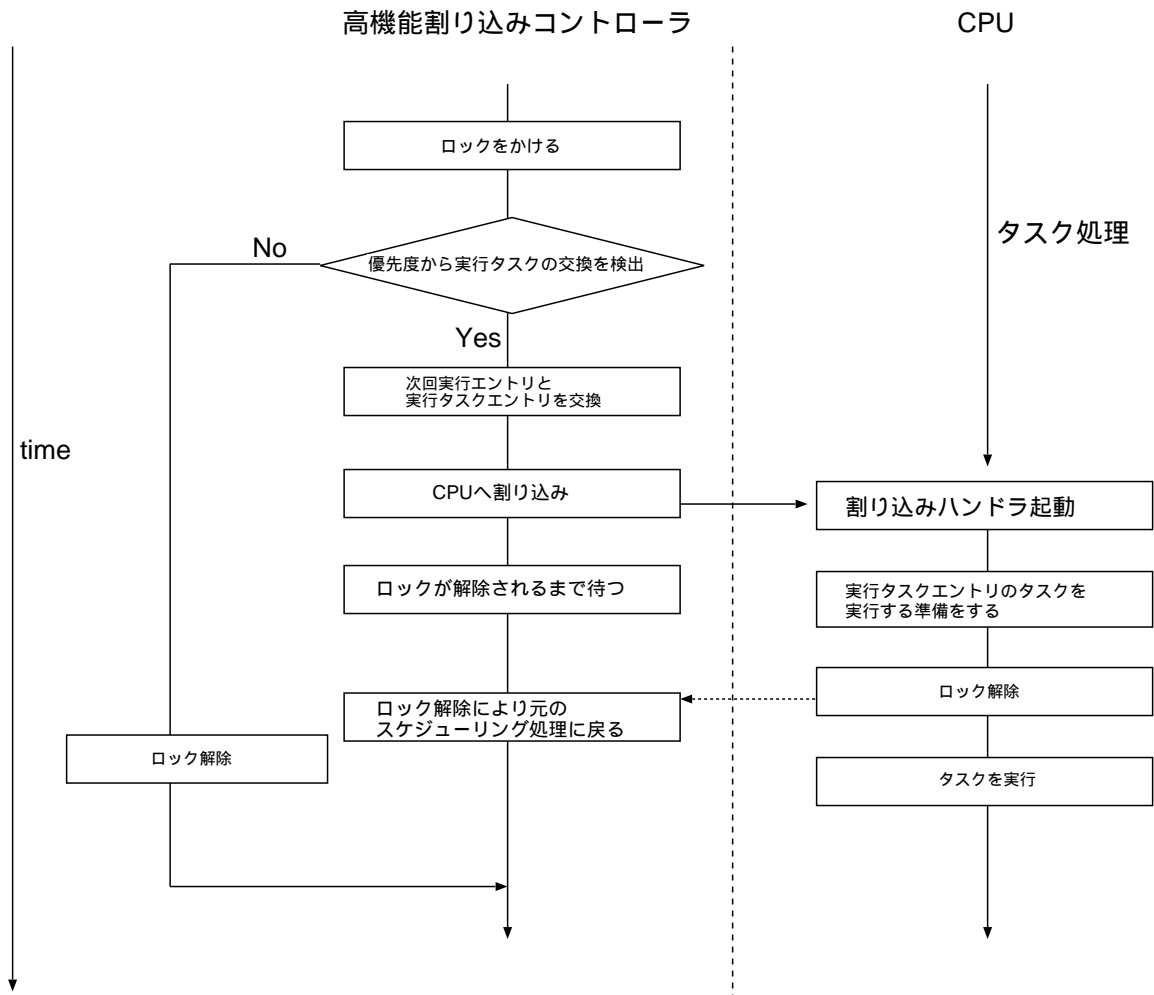 高機能割り込みコントローラ
CPU
ロックをかける
タスク処理
No
優先度から実行タスクの交換を検出
Yes
次回実行エントリと
実行タスクエントリを交換
time
CPUへ割り込み
割り込みハンドラ起動
ロックが解除されるまで待つ
実行タスクエントリのタスクを
実行する準備をする
ロック解除
ロック解除により元の
スケジューリング処理に戻る
ロック解除
タスクを実行